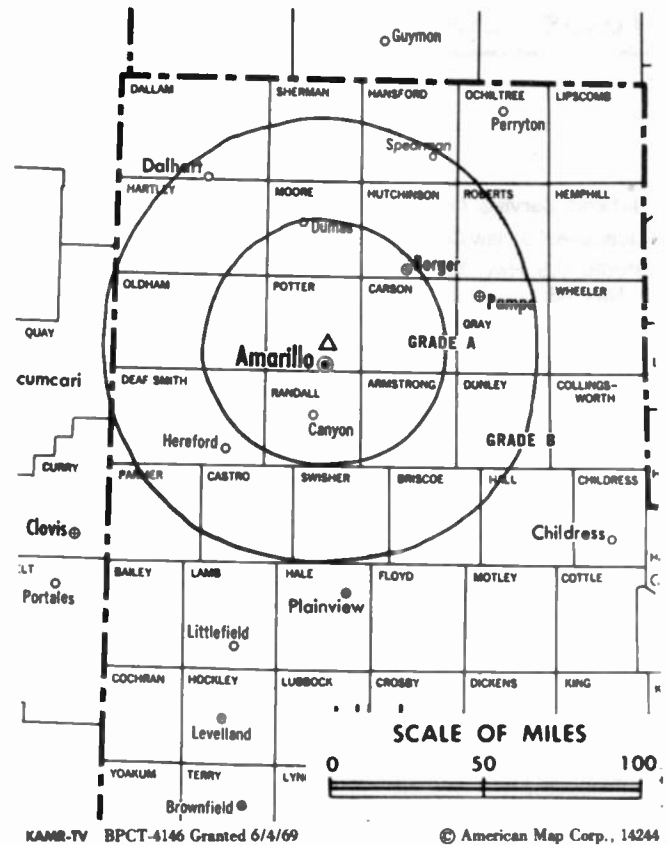 Guymon
DALLAM
SHERMAN
HANSFORD
OCHILTREE
LIPSCOMB
Perryton
Spearman
Dalhart
HARTLEY
MOORE
HUTCHINSON
ROBERTS
HEMPHILL
Dumas
Borger
OLDHAM
POTTER
CARSON
Pampa
WHEELER
GRAY
QUAY
GRADE A
Amarillo
cumcari
DEAF SMITH
RANDALL
ARMSTRONG
DONLEY
COLLINGS-
WORTH
Canyon
Hereford
GRADE B
CURRY
PARMER
CASTRO
SWISHER
BRISCOE
HALL
CHILDRESS
Clovis
Childress
ELT
BAILEY
LAMB
HALE
FLOYD
MOTLEY
COTTLE
Portales
Plainview
Littlefield
COCHRAN
HOCKLEY
LUBBOCK
CROSBY
DICKENS
KING
Levelland
SCALE OF MILES
0 50 100
YOAKUM
TERRY
LYN
Brownfield
KAMR-TV BPCT-4146 Granted 6/4/69
© American Map Corp., 14244